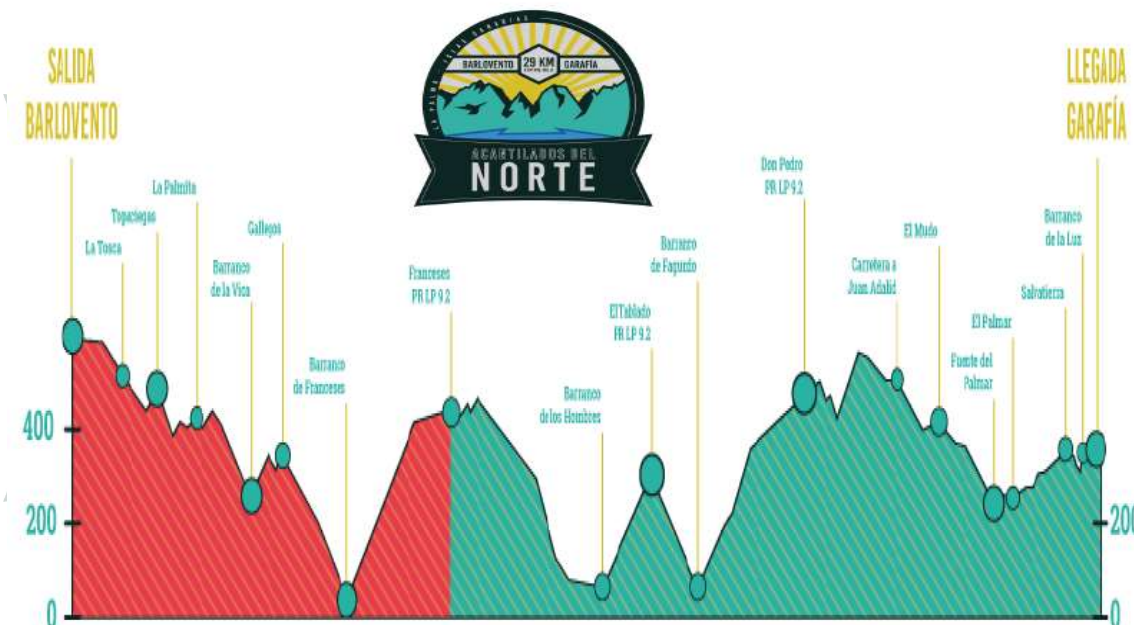 SALIDA
BARLOVENTO
LLEGADA
GARAFÍA
BARLOVENTO
29 KM
GARAFÍA
ACANTILADOS DEL
NORTE
La Tosca
Topaciegas
La Palmita
Barranco
de la Vica
Gallegos
Barranco
de Franceses
Franceses
PR LP 9.2
Barranco
de los Hombres
El Tablado
PR LP 9.2
Barranco
de Fagundo
Don Pedro
PR LP 9.2
Carretera a
Juan Adalid
El Mudo
Fuente del
Palmar
El Palmar
Salvatierra
Barranco
de la Luz
400
200
0
200
0